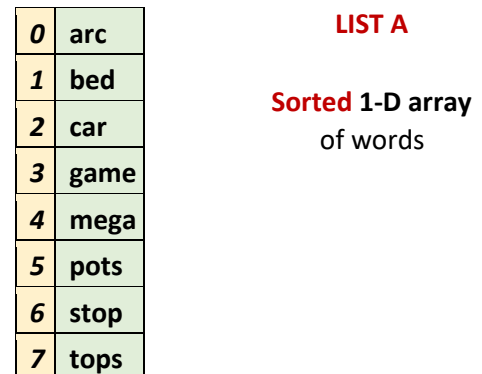 LIST A
0 arc
1 bed
Sorted 1-D array
2 car
of words
3 game
4 mega
5 pots
6 stop
7 tops